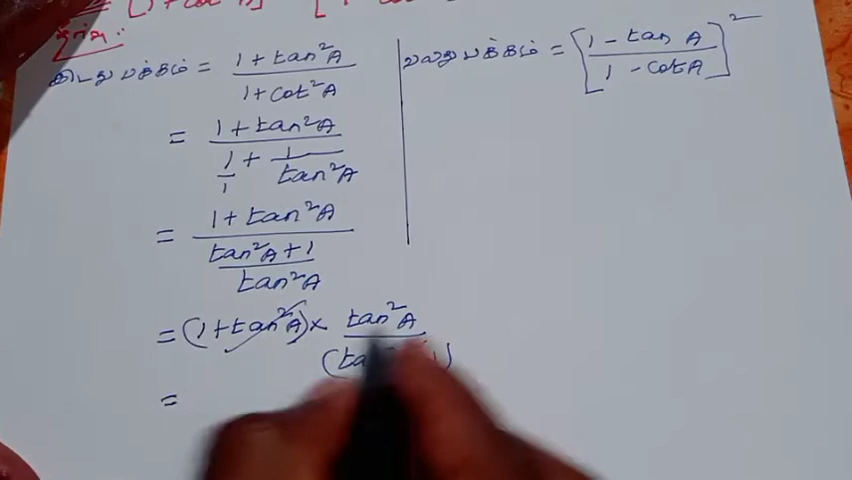 இடது பக்கம் = 1 + tan²A / 1 + cot²A
= 1 + tan²A / 1/1 + 1/tan²A
= 1 + tan²A / tan²A + 1 / tan²A
= (1 + tan²A) × tan²A /
=
வலது பக்கம் = [1 - tan A / 1 - cot A]²